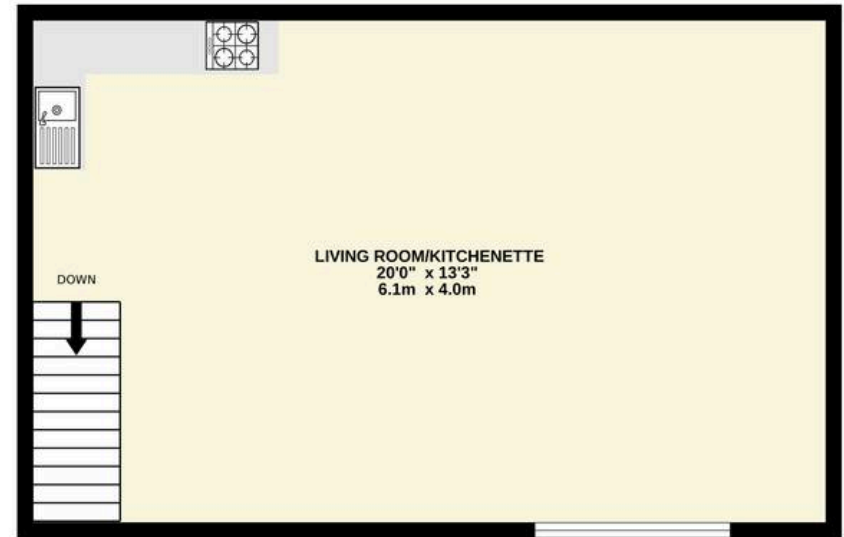 LIVING ROOM/KITCHENETTE
20'0" x 13'3"
6.1m x 4.0m
DOWN